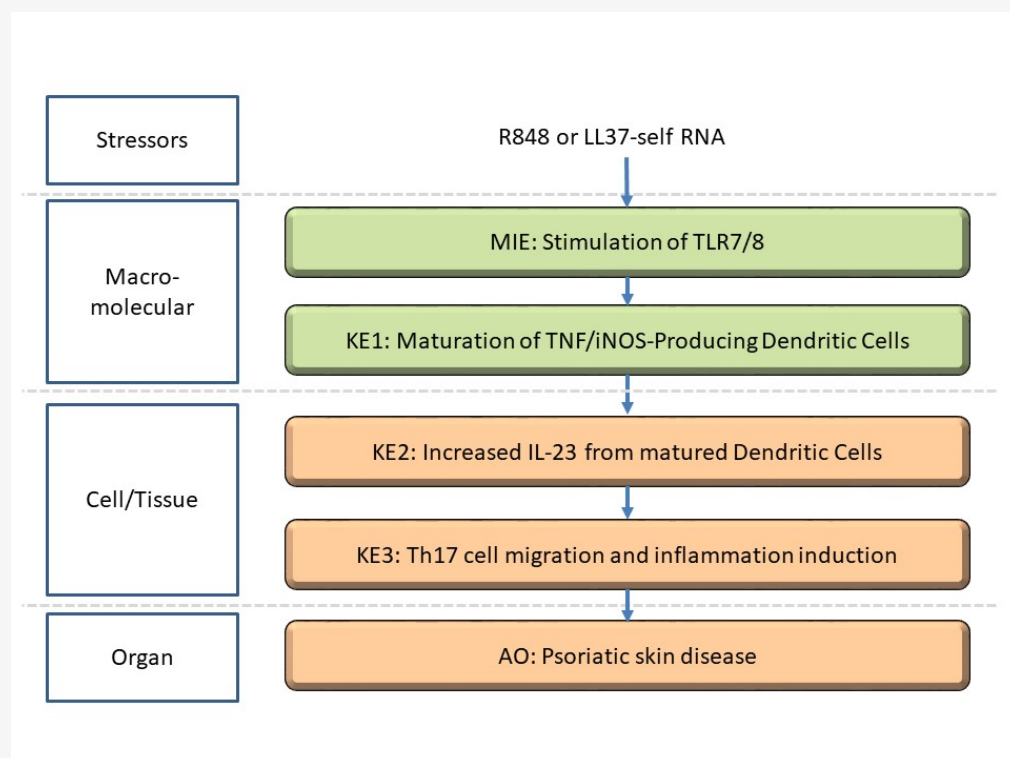 Stressors
R848 or LL37-self RNA
Macro-
molecular
MIE: Stimulation of TLR7/8
KE1: Maturation of TNF/iNOS-Producing Dendritic Cells
Cell/Tissue
KE2: Increased IL-23 from matured Dendritic Cells
KE3: Th17 cell migration and inflammation induction
Organ
AO: Psoriatic skin disease